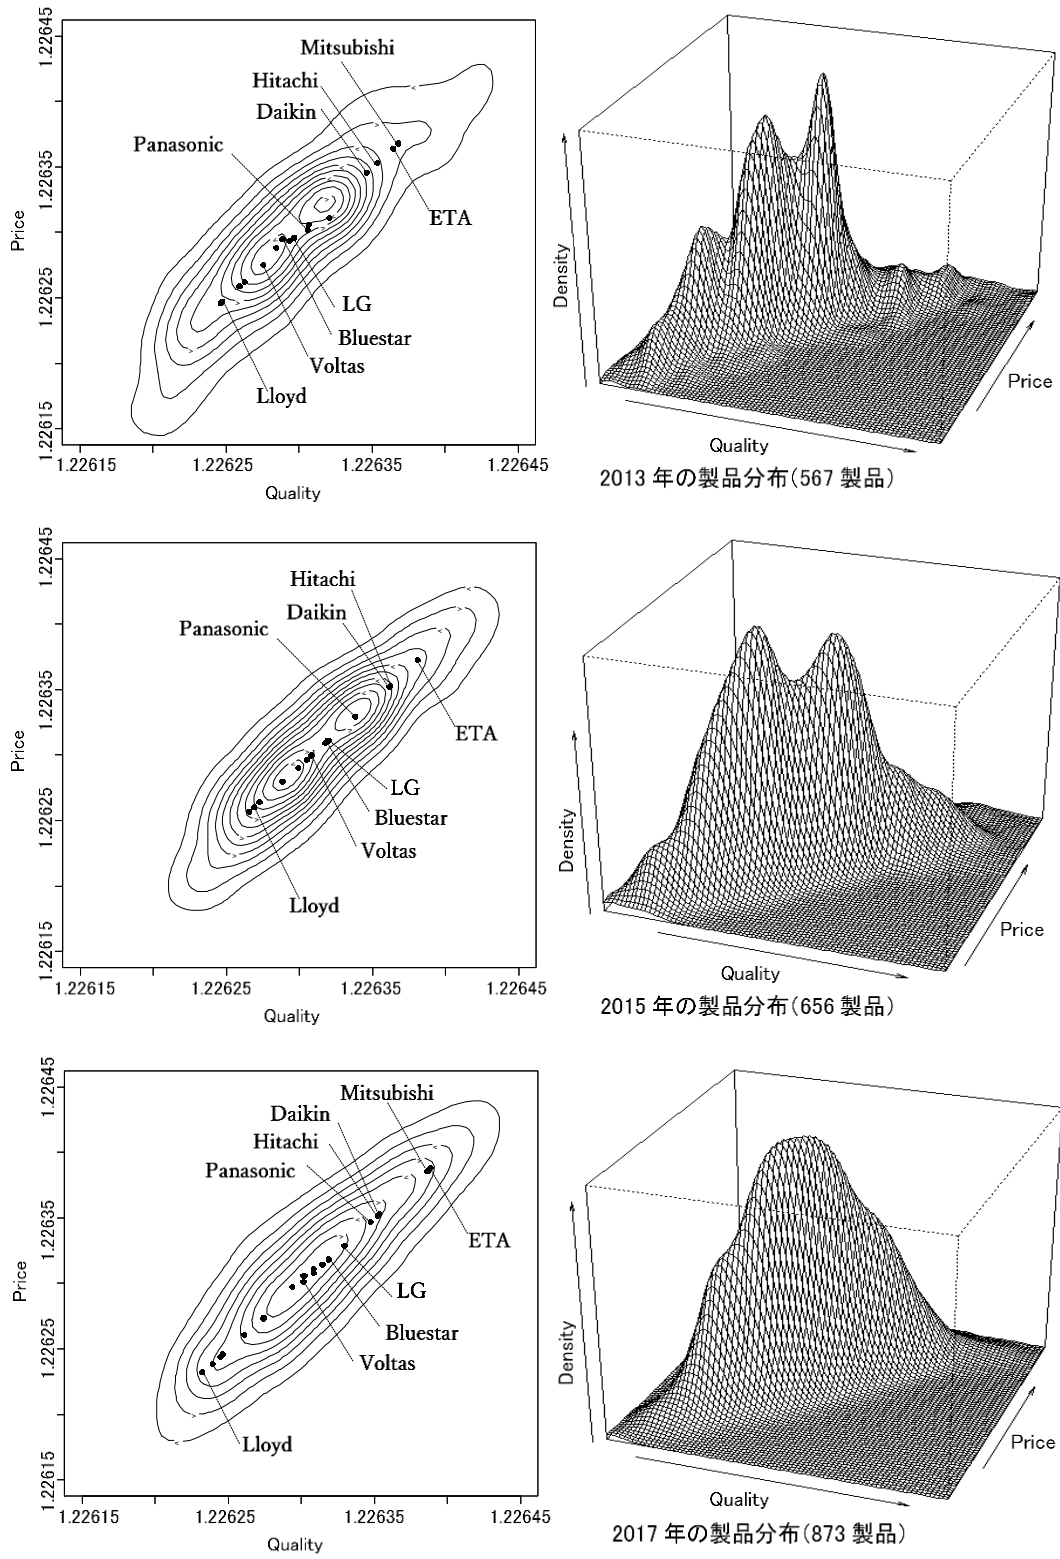 1.22645
1.22635
1.22625
1.22615
Price
Mitsubishi
Hitachi
Daikin
Panasonic
ETA
LG
Bluestar
Voltas
Lloyd
1.22615 1.22625 1.22635 1.22645
Quality
Density
Price
Quality
2013 年の製品分布(567 製品)
1.22645
1.22635
1.22625
1.22615
Price
Hitachi
Daikin
Panasonic
ETA
LG
Bluestar
Voltas
Lloyd
1.22615 1.22625 1.22635 1.22645
Quality
Density
Price
Quality
2015 年の製品分布(656 製品)
1.22645
1.22635
1.22625
1.22615
Price
Mitsubishi
Daikin
Hitachi
Panasonic
ETA
LG
Bluestar
Voltas
Lloyd
1.22615 1.22625 1.22635 1.22645
Quality
Density
Price
Quality
2017 年の製品分布(873 製品)